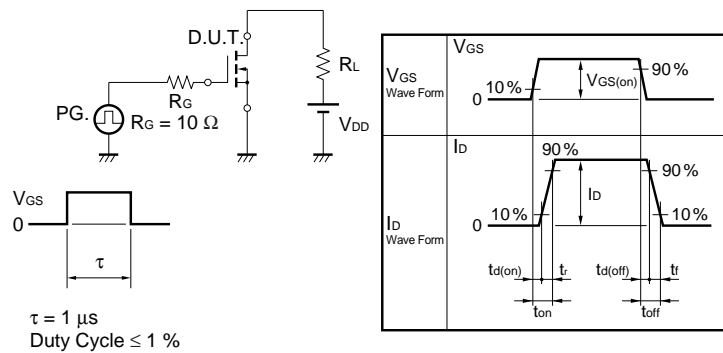 D.U.T.
RL
RG
PG.
RG = 10 Ω
VDD
VGS
0
τ
τ = 1 μs
Duty Cycle ≤ 1 %
VGS
Wave Form
VGS
10 %
90 %
VGS(on)
0
ID
Wave Form
ID
90 %
90 %
10 %
ID
10 %
0
td(on)
tr
td(off)
tf
ton
toff